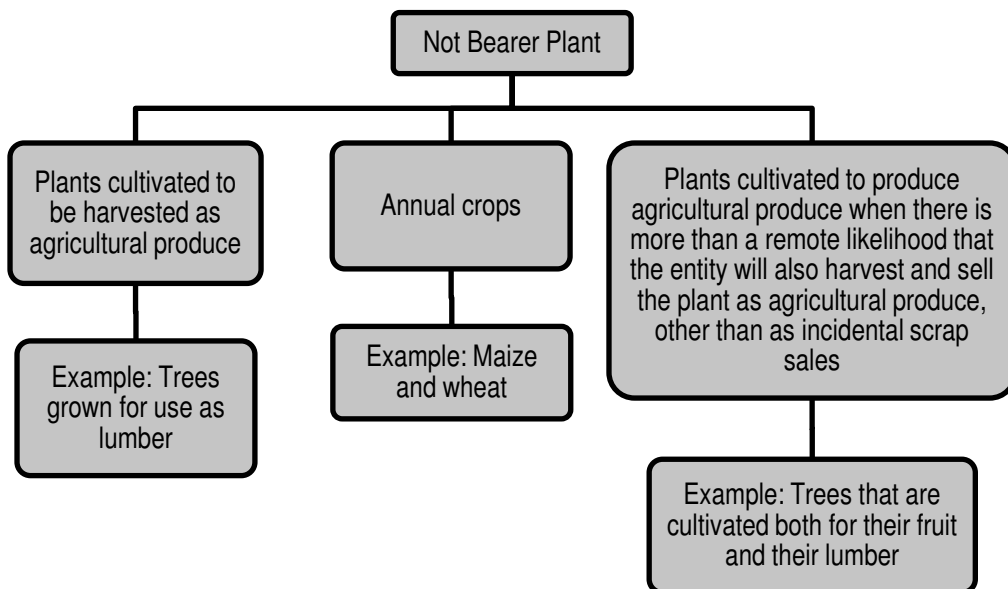 Not Bearer Plant
Plants cultivated to
be harvested as
agricultural produce
Example: Trees
grown for use as
lumber
Annual crops
Example: Maize
and wheat
Plants cultivated to produce
agricultural produce when there is
more than a remote likelihood that
the entity will also harvest and sell
the plant as agricultural produce,
other than as incidental scrap
sales
Example: Trees that are
cultivated both for their fruit
and their lumber